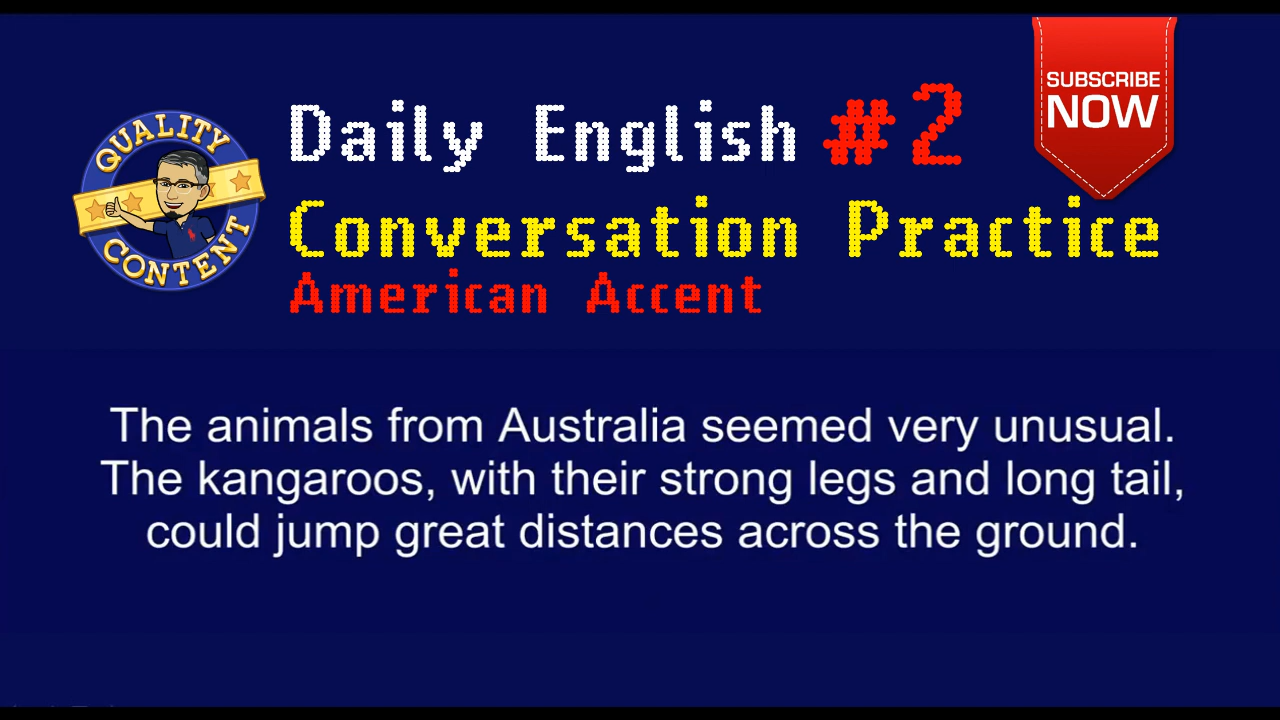 SUBSCRIBE
NOW
QUALITY
CONTENT
Daily English #2
Conversation Practice
American Accent
The animals from Australia seemed very unusual.
The kangaroos, with their strong legs and long tail,
could jump great distances across the ground.